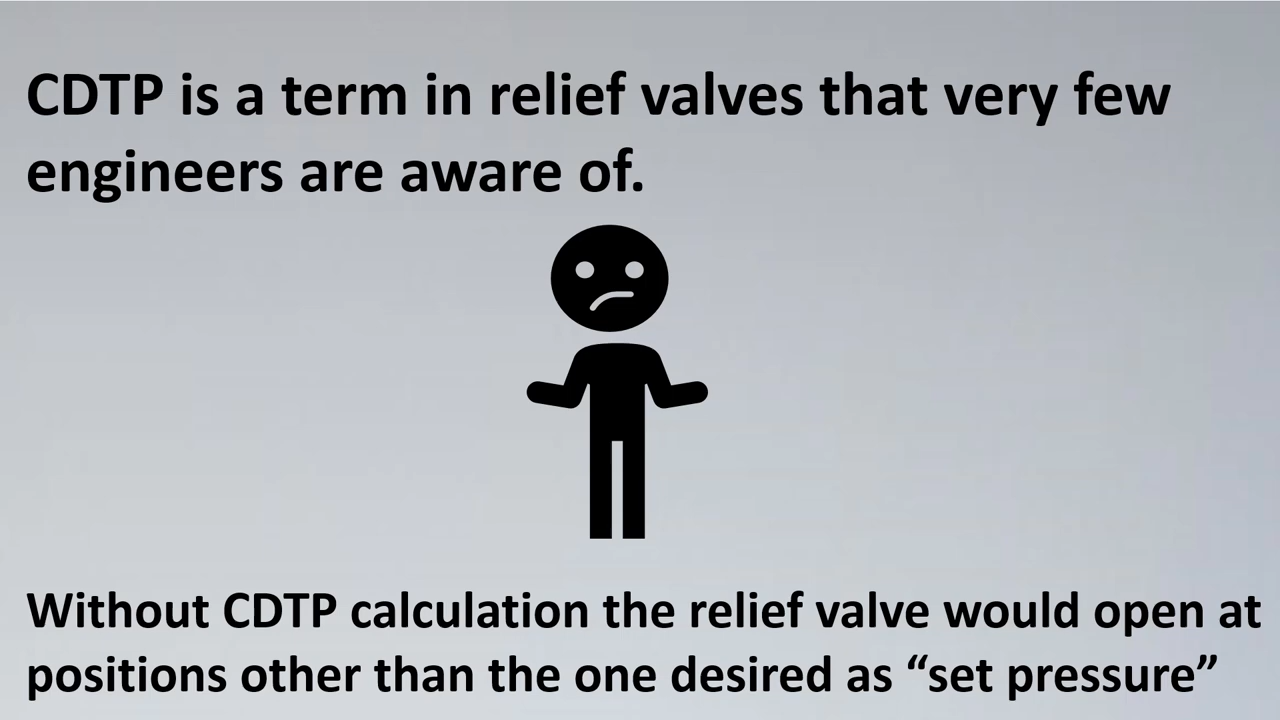 CDTP is a term in relief valves that very few
engineers are aware of.
Without CDTP calculation the relief valve would open at
positions other than the one desired as “set pressure”